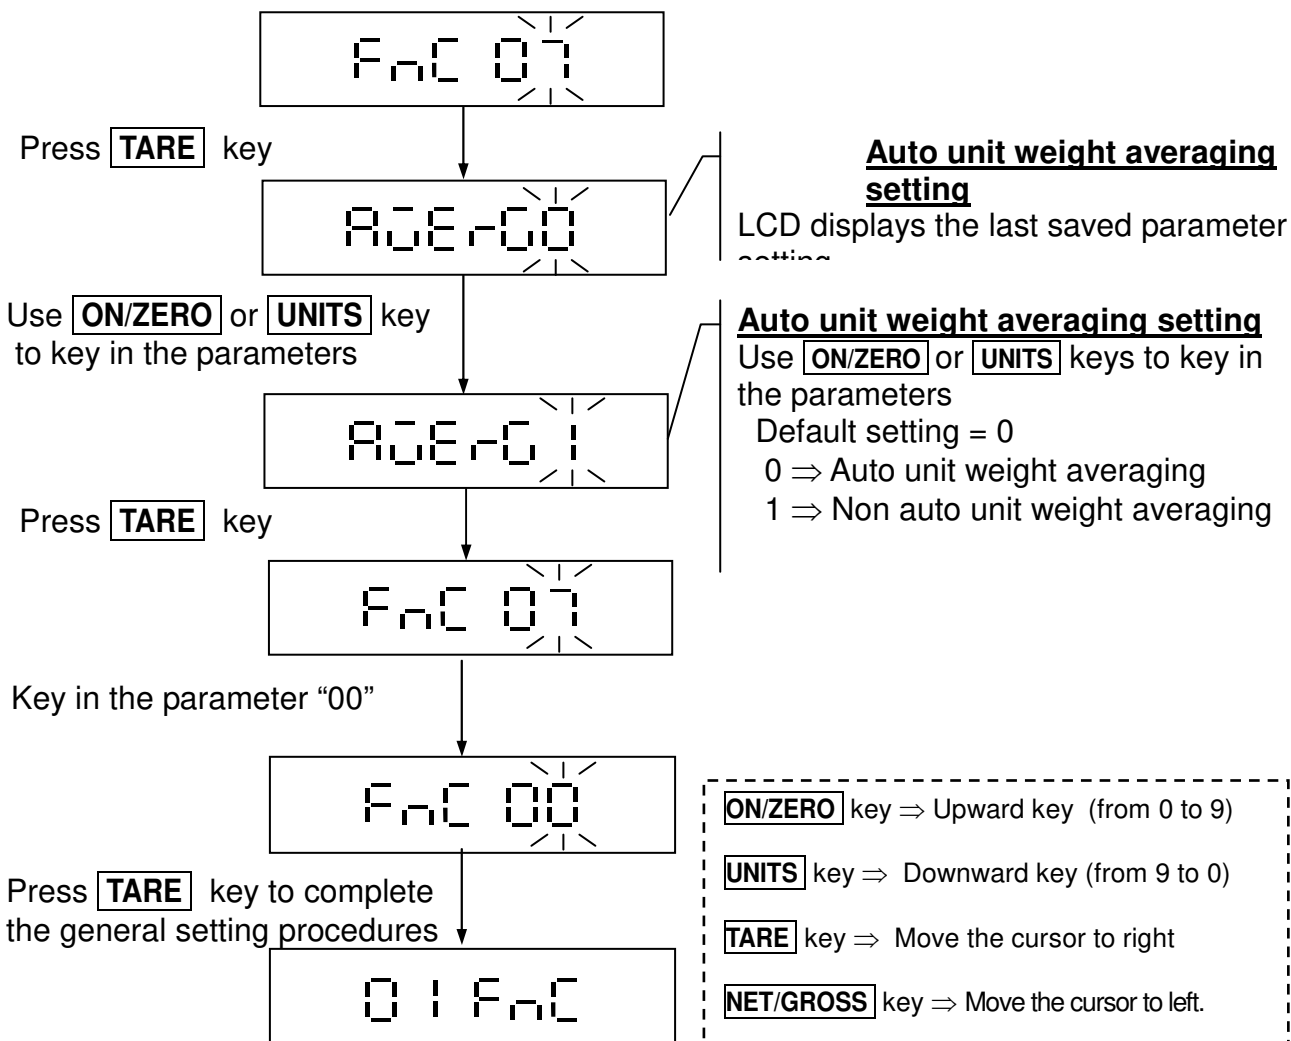 FnC 07
Press TARE key
Auto unit weight averaging
setting
AvErG0
LCD displays the last saved parameter
Use ON/ZERO or UNITS key
to key in the parameters
Auto unit weight averaging setting
Use ON/ZERO or UNITS keys to key in
the parameters
Default setting = 0
0 ⇒ Auto unit weight averaging
1 ⇒ Non auto unit weight averaging
AvErG1
Press TARE key
FnC 07
Key in the parameter “00”
FnC 00
Press TARE key to complete
the general setting procedures
01 FnC
ON/ZERO key ⇒ Upward key (from 0 to 9)
UNITS key ⇒ Downward key (from 9 to 0)
TARE key ⇒ Move the cursor to right
NET/GROSS key ⇒ Move the cursor to left.